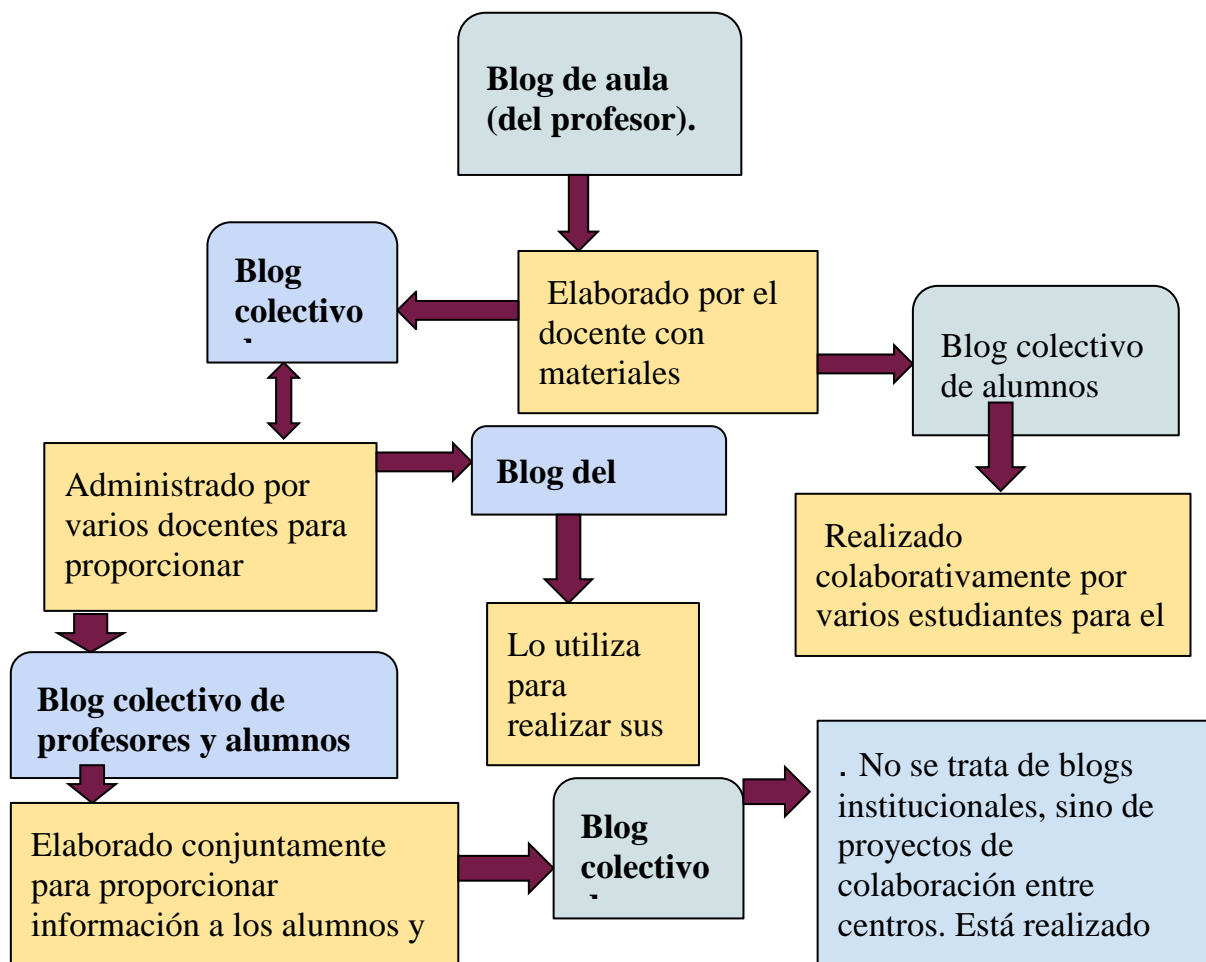 Blog de aula
(del profesor).
Blog
colectivo
Elaborado por el
docente con
materiales
Blog colectivo
de alumnos
Administrado por
varios docentes para
proporcionar
Blog del
Realizado
colaborativamente por
varios estudiantes para el
Lo utiliza
para
realizar sus
Blog colectivo de
profesores y alumnos
Elaborado conjuntamente
para proporcionar
información a los alumnos y
Blog
colectivo
. No se trata de blogs
institucionales, sino de
proyectos de
colaboración entre
centros. Está realizado